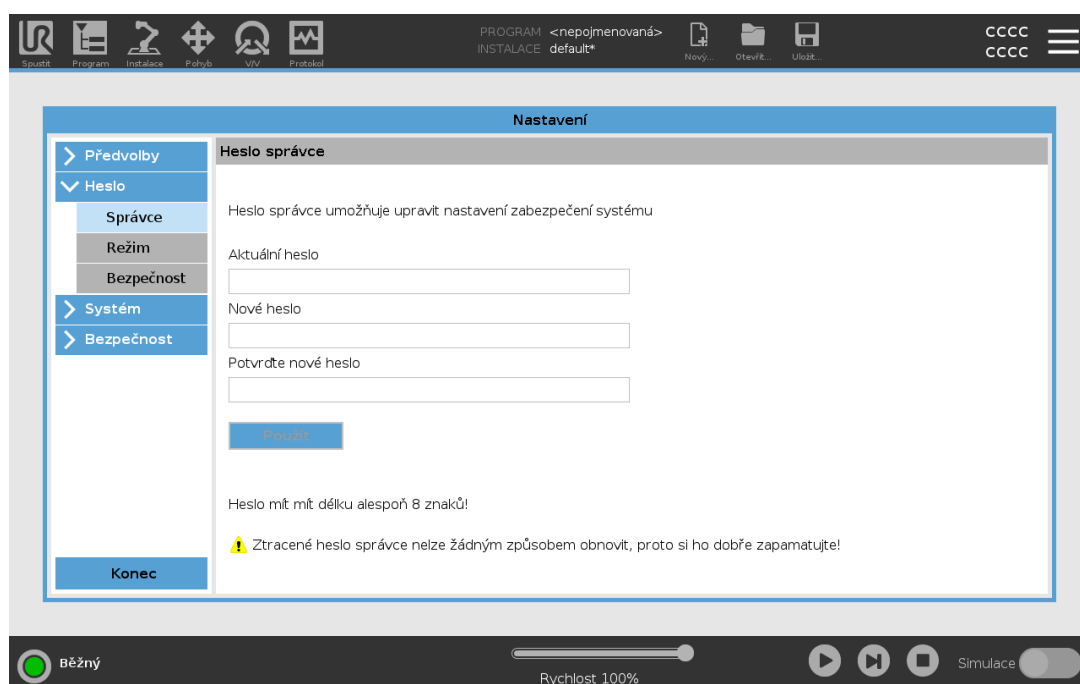 PROGRAM <nepojmenovaná>
INSTALACE default*
cccc
cccc
UR
Spustit Program Instalace Pohyb V/V Protokol
Nový... Otevřít... Uložit...
Nastavení
Předvolby
Heslo
Správce
Režim
Bezpečnost
Systém
Bezpečnost
Konec
Heslo správce
Heslo správce umožňuje upravit nastavení zabezpečení systému
Aktuální heslo
Nové heslo
Potvrďte nové heslo
Použít
Heslo mít mít délku alespoň 8 znaků!
Ztracené heslo správce nelze žádným způsobem obnovit, proto si ho dobře zapamatujte!
Běžný
Rychlost 100%
Simulace